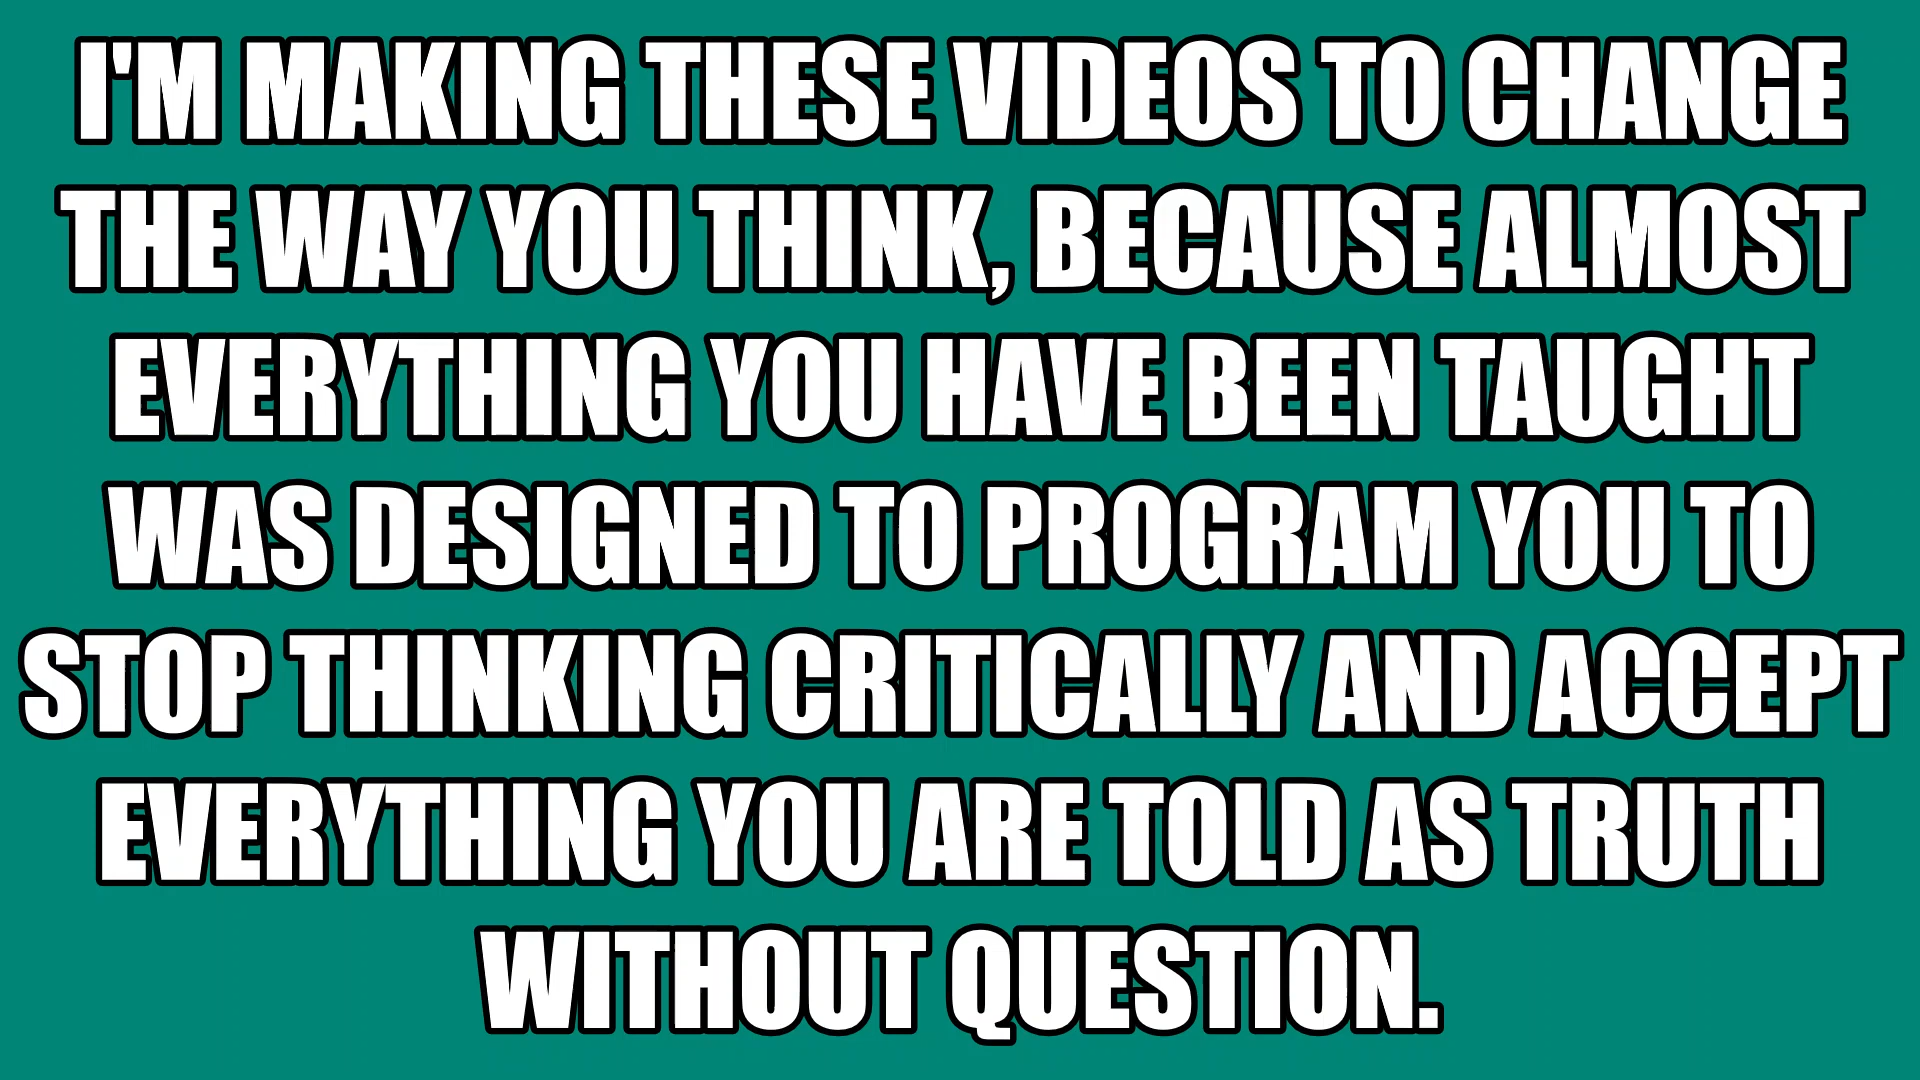 I'M MAKING THESE VIDEOS TO CHANGE
THE WAY YOU THINK, BECAUSE ALMOST
EVERYTHING YOU HAVE BEEN TAUGHT
WAS DESIGNED TO PROGRAM YOU TO
STOP THINKING CRITICALLY AND ACCEPT
EVERYTHING YOU ARE TOLD AS TRUTH
WITHOUT QUESTION.